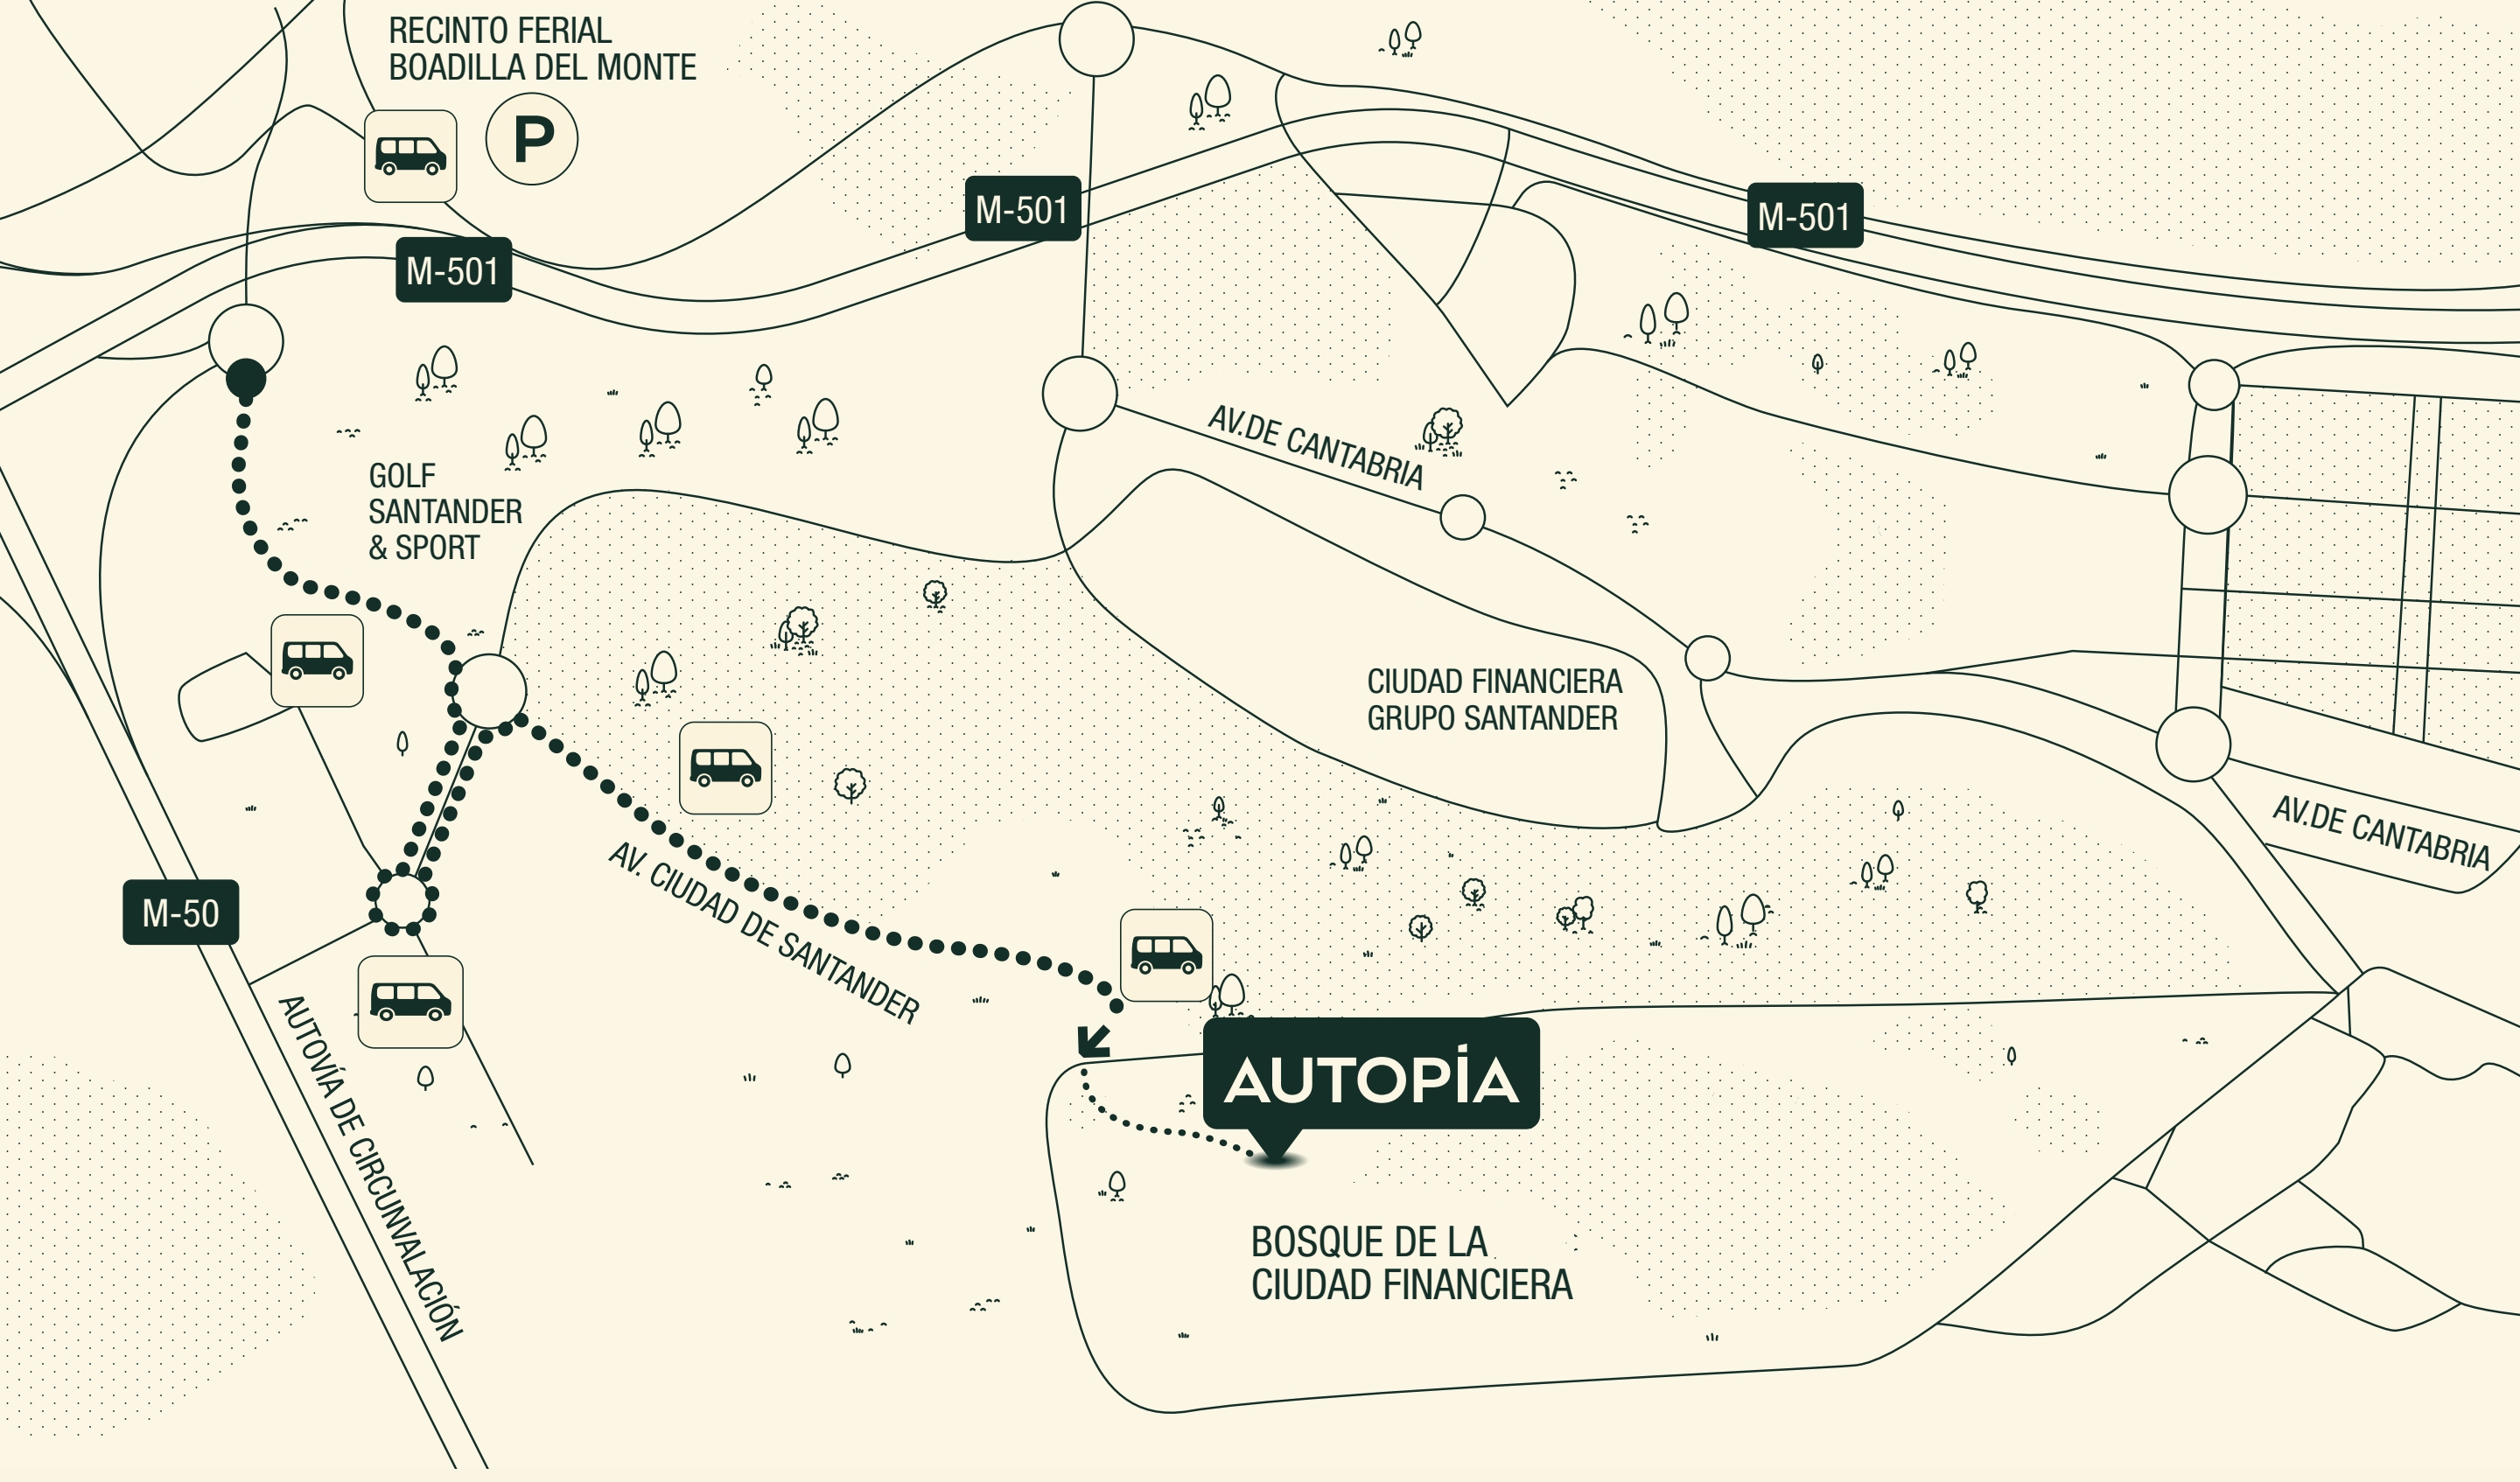 RECINTO FERIAL
BOADILLA DEL MONTE
P
M-501
M-501
M-501
AV.DE CANTABRIA
GOLF
SANTANDER
& SPORT
CIUDAD FINANCIERA
GRUPO SANTANDER
AV.DE CANTABRIA
AV. CIUDAD DE SANTANDER
M-50
AUTOVÍA DE CIRCUNVALACIÓN
AUTOPÍA
BOSQUE DE LA
CIUDAD FINANCIERA